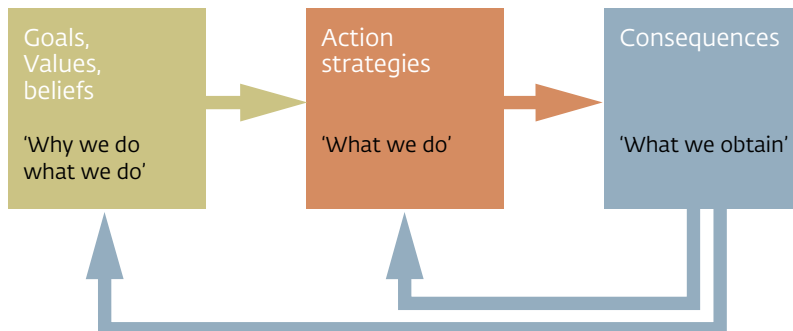 Goals,
Values,
beliefs
‘Why we do
what we do’
Action
strategies
‘What we do’
Consequences
‘What we obtain’